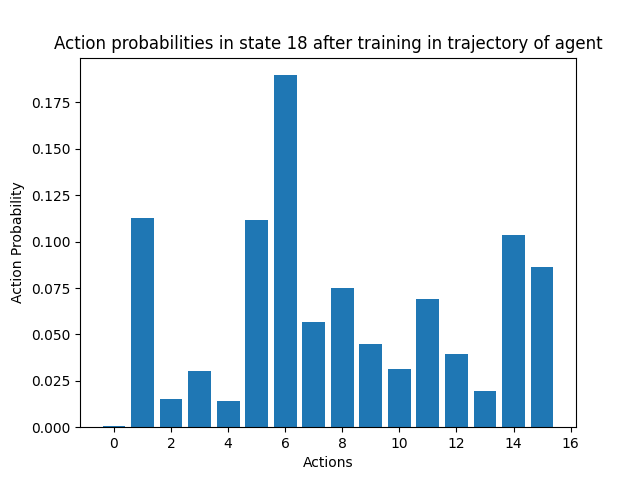 Action probabilities in state 18 after training in trajectory of agent
0.175
0.150
0.125
0.100
0.075
0.050
0.025
0.000
Action Probability
0 2 4 6 8 10 12 14 16
Actions